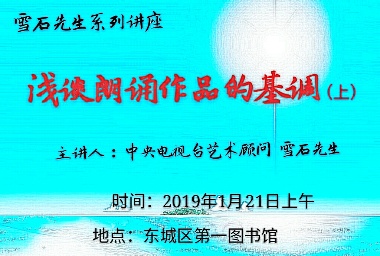 雪石先生系列讲座
浅谈朗诵作品的基调(上)
主讲人：中央电视台艺术顾问 雪石先生
时间：2019年1月21日上午
地点：东城区第一图书馆